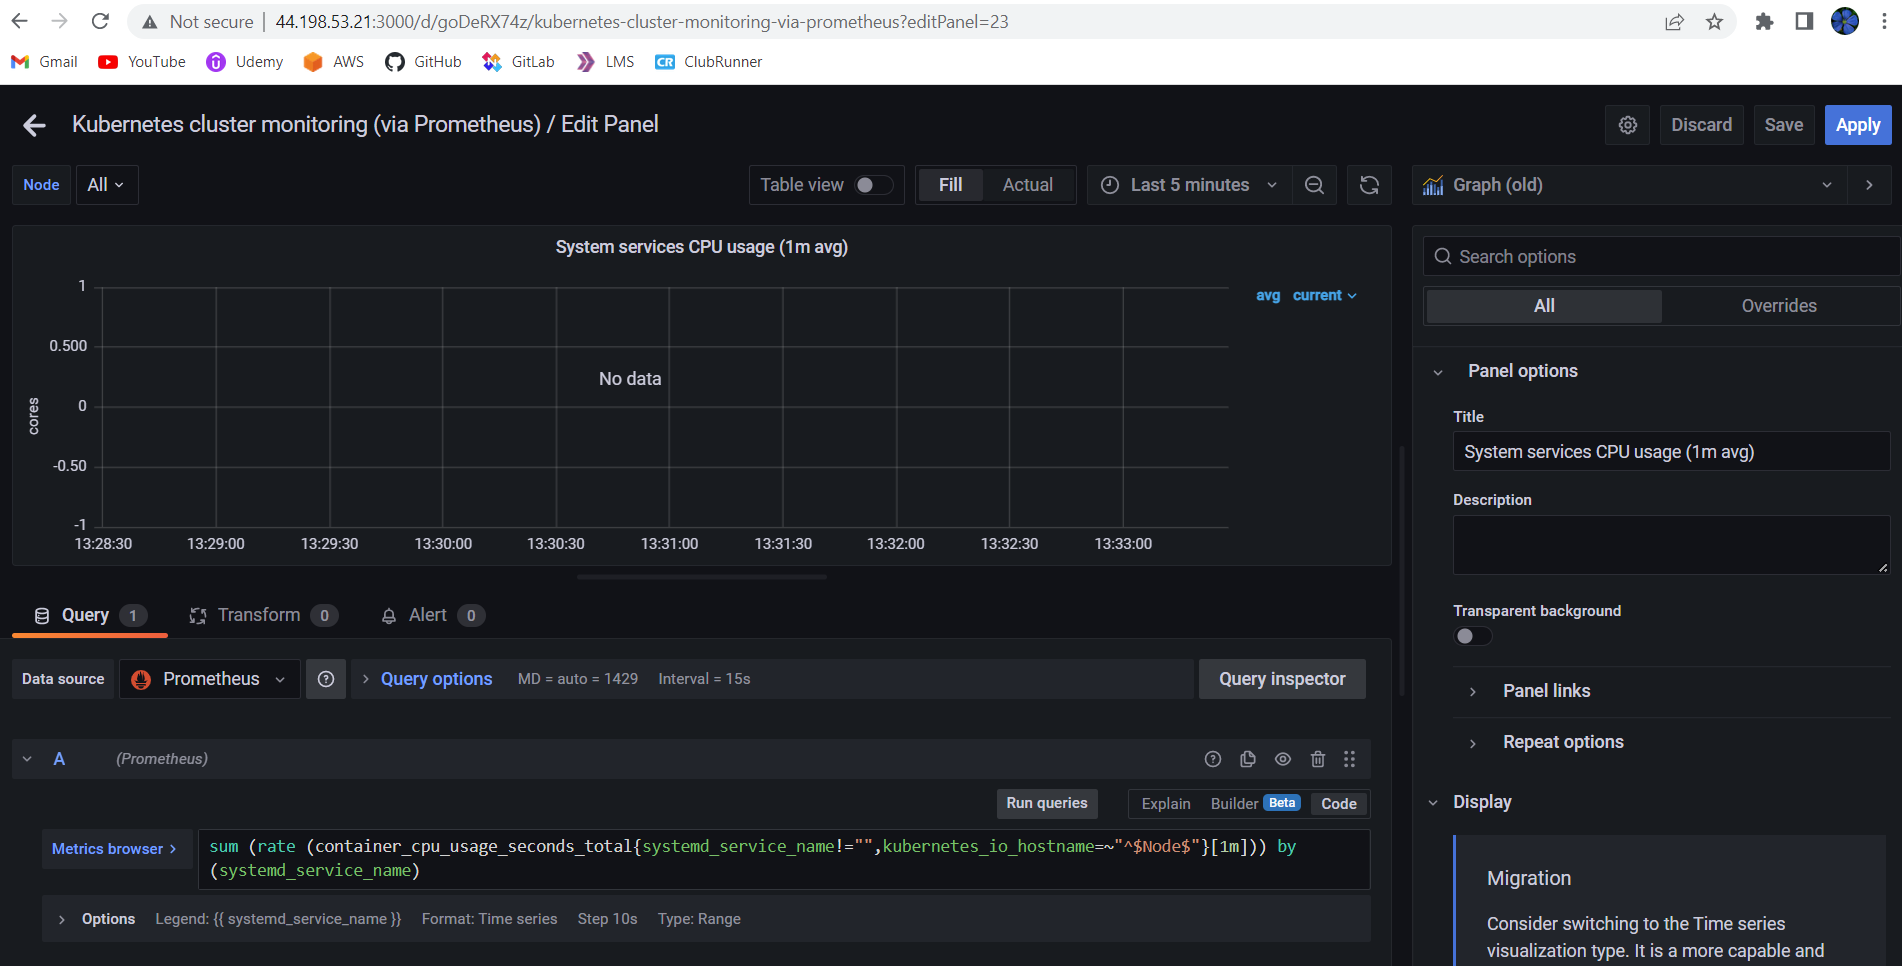 Not secure | 44.198.53.21:3000/d/goDeRX74z/kubernetes-cluster-monitoring-via-prometheus?editPanel=23
Gmail YouTube Udemy AWS GitHub GitLab LMS CR ClubRunner
Kubernetes cluster monitoring (via Prometheus) / Edit Panel
Discard Save Apply
Node All Table view Fill Actual Last 5 minutes Graph (old)
System services CPU usage (1m avg)
avg current
cores
1
0.500
0
-0.50
-1
No data
13:28:30 13:29:00 13:29:30 13:30:00 13:30:30 13:31:00 13:31:30 13:32:00 13:32:30 13:33:00
Query 1 Transform 0 Alert 0
Data source Prometheus Query options MD = auto = 1429 Interval = 15s Query inspector
A (Prometheus)
Run queries Explain Builder Beta Code
Metrics browser >
sum (rate (container_cpu_usage_seconds_total{systemd_service_name!="",kubernetes_io_hostname=~"^$Node$"}[1m])) by
(systemd_service_name)
Options Legend: {{ systemd_service_name }} Format: Time series Step 10s Type: Range
Search options
All Overrides
Panel options
Title
System services CPU usage (1m avg)
Description
Transparent background
Panel links
Repeat options
Display
Migration
Consider switching to the Time series
visualization type. It is a more capable and